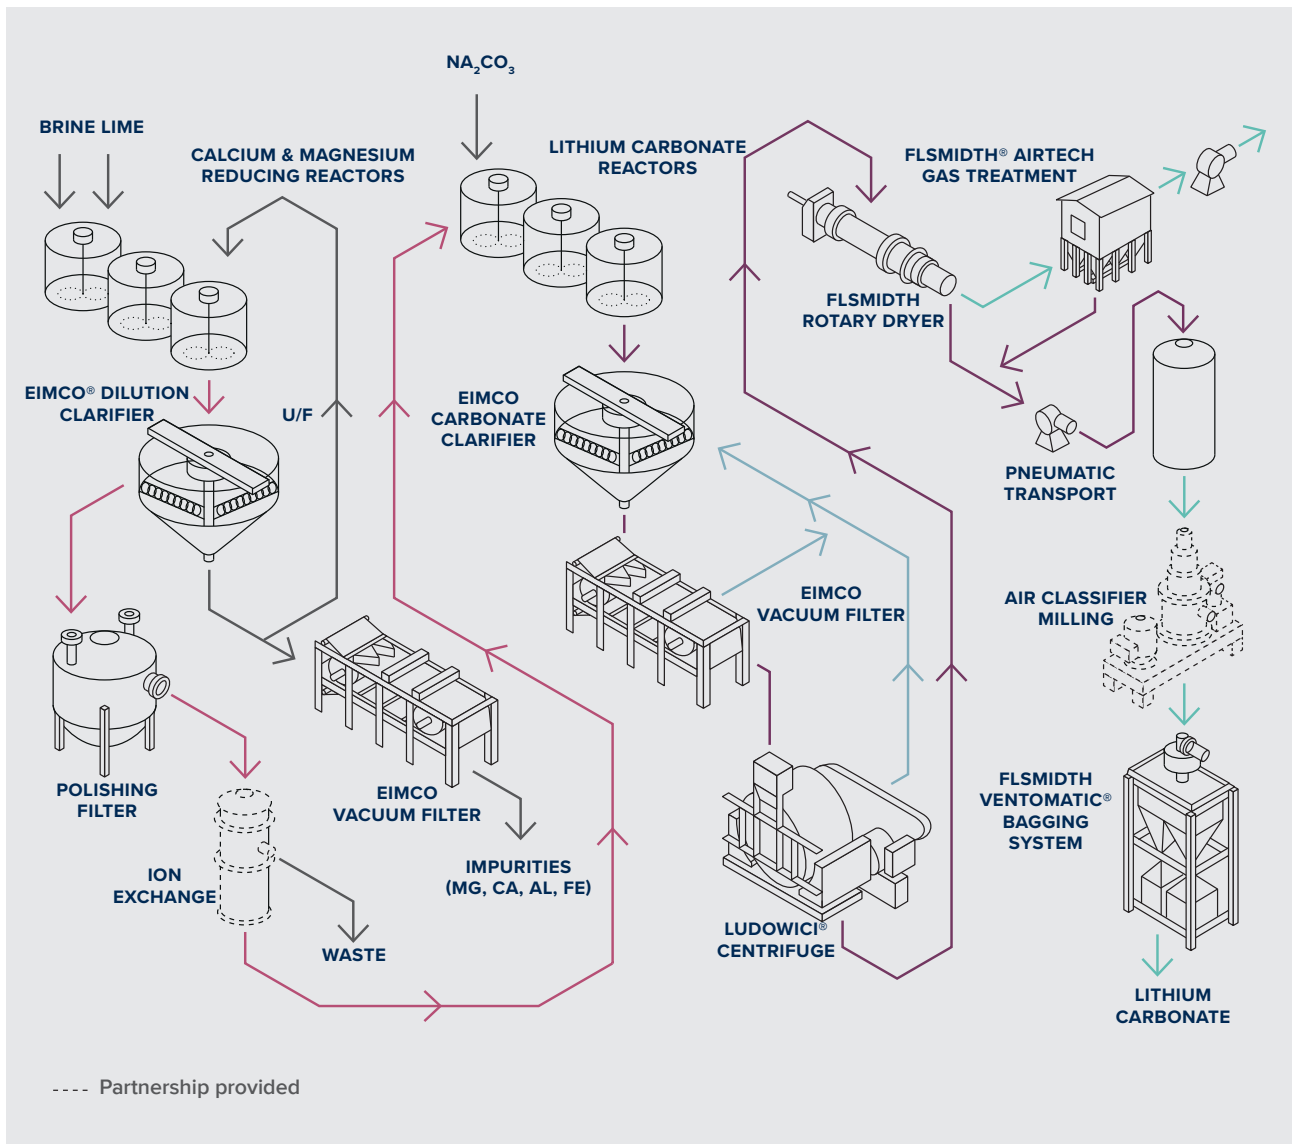 NA₂CO₃
BRINE LIME
CALCIUM & MAGNESIUM
REDUCING REACTORS
LITHIUM CARBONATE
REACTORS
FLSMIDTH® AIRTECH
GAS TREATMENT
FLSMIDTH
ROTARY DRYER
EIMCO® DILUTION
CLARIFIER
U/F
EIMCO
CARBONATE
CLARIFIER
PNEUMATIC
TRANSPORT
EIMCO
VACUUM FILTER
AIR CLASSIFIER
MILLING
POLISHING
FILTER
EIMCO
VACUUM FILTER
FLSMIDTH
VENTOMATIC®
BAGGING
SYSTEM
ION
EXCHANGE
IMPURITIES
(MG, CA, AL, FE)
WASTE
LUDOWICI®
CENTRIFUGE
LITHIUM
CARBONATE
---- Partnership provided